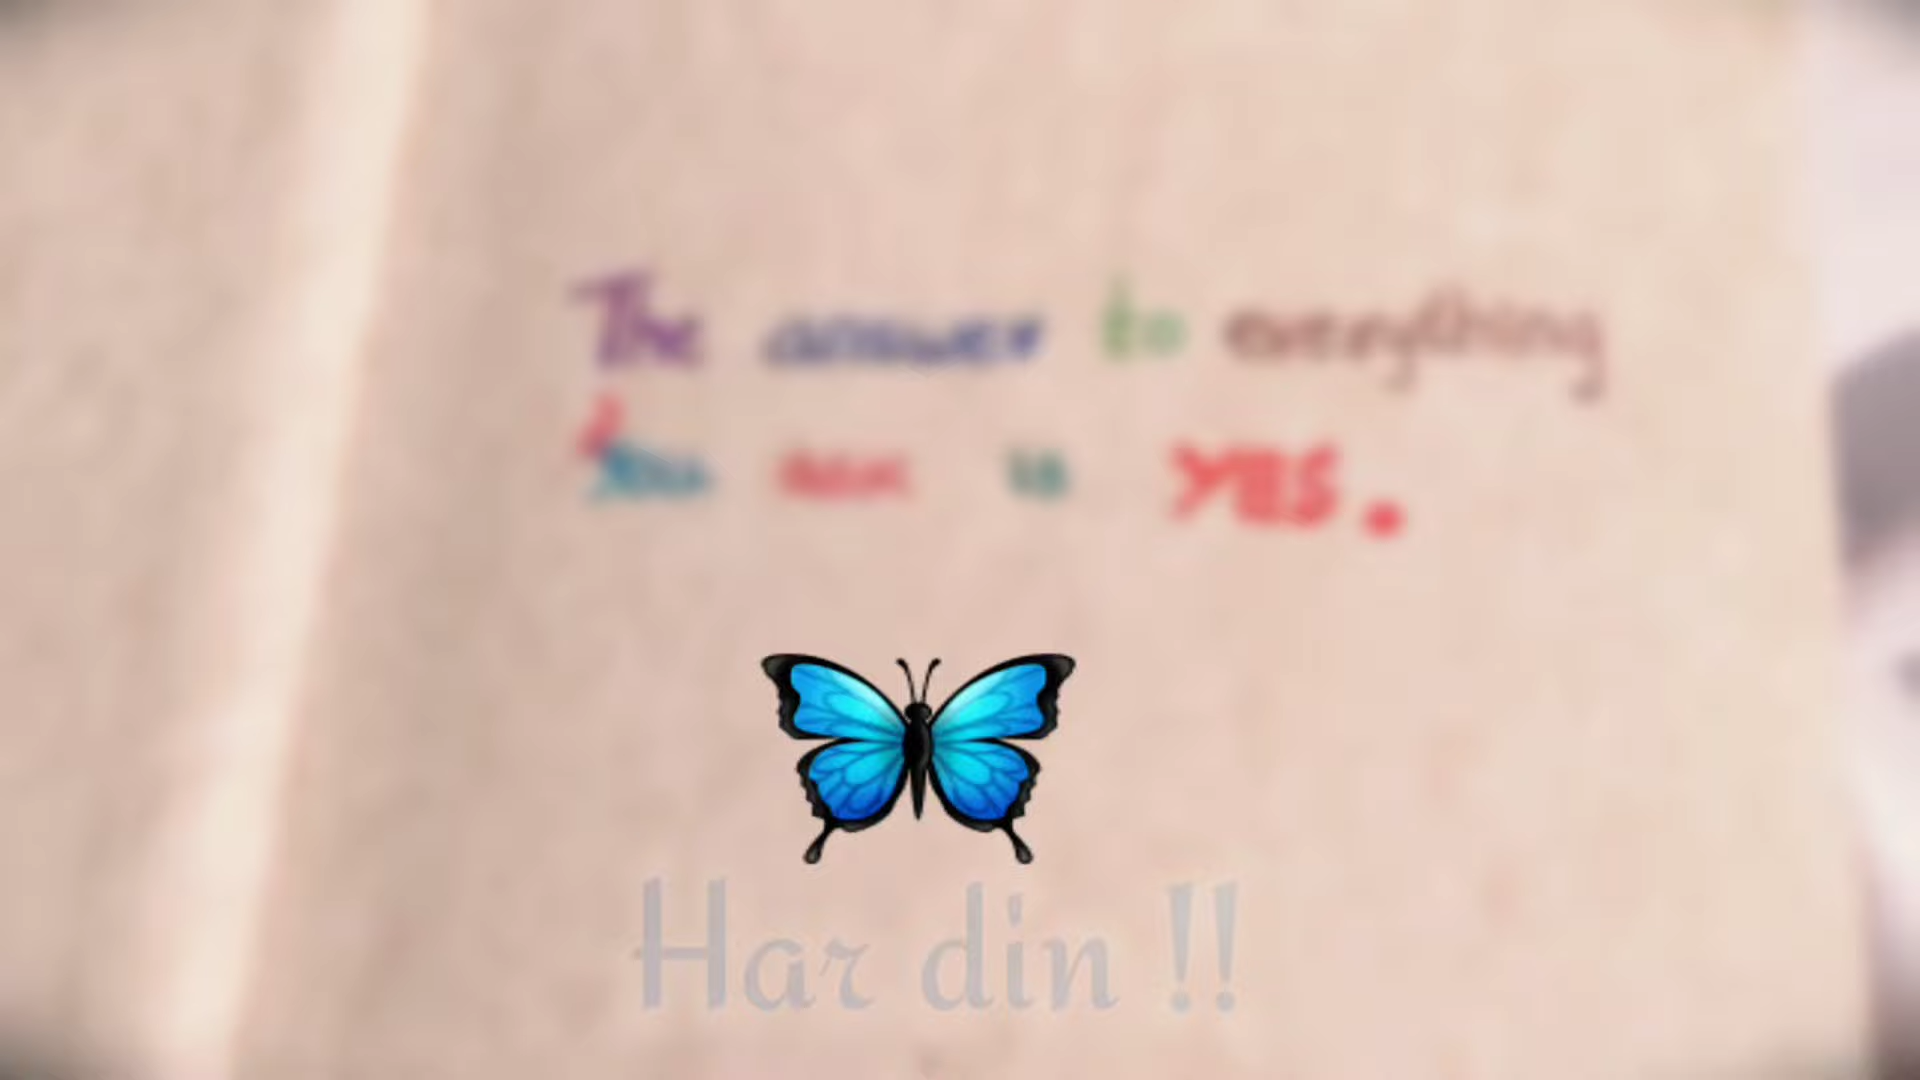 The answer to everything
You ask is YES.
Har din !!